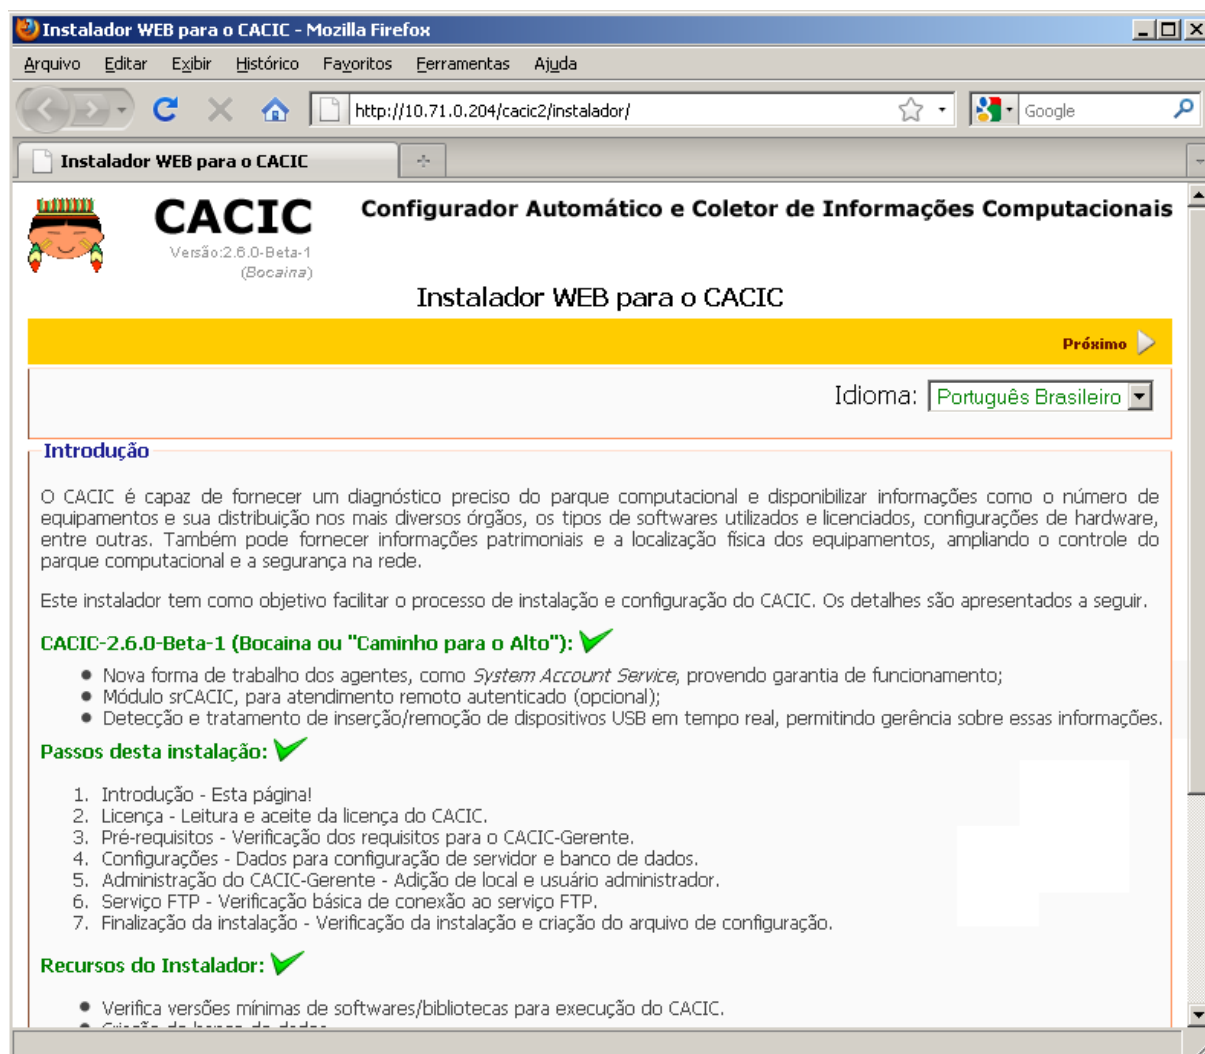 Instalador WEB para o CACIC - Mozilla Firefox
Arquivo Editar Exibir Histórico Favoritos Ferramentas Ajuda
http://10.71.0.204/cacic2/instalador/
Google
Instalador WEB para o CACIC
CACIC
Configurador Automático e Coletor de Informações Computacionais
Versão:2.6.0-Beta-1
(Bocaina)
Instalador WEB para o CACIC
Próximo
Idioma: Português Brasileiro
Introdução
O CACIC é capaz de fornecer um diagnóstico preciso do parque computacional e disponibilizar informações como o número de
equipamentos e sua distribuição nos mais diversos órgãos, os tipos de softwares utilizados e licenciados, configurações de hardware,
entre outras. Também pode fornecer informações patrimoniais e a localização física dos equipamentos, ampliando o controle do
parque computacional e a segurança na rede.
Este instalador tem como objetivo facilitar o processo de instalação e configuração do CACIC. Os detalhes são apresentados a seguir.
CACIC-2.6.0-Beta-1 (Bocaina ou "Caminho para o Alto"):
Nova forma de trabalho dos agentes, como System Account Service, provendo garantia de funcionamento;
Módulo srCACIC, para atendimento remoto autenticado (opcional);
Detecção e tratamento de inserção/remoção de dispositivos USB em tempo real, permitindo gerência sobre essas informações.
Passos desta instalação:
1. Introdução - Esta página!
2. Licença - Leitura e aceite da licença do CACIC.
3. Pré-requisitos - Verificação dos requisitos para o CACIC-Gerente.
4. Configurações - Dados para configuração de servidor e banco de dados.
5. Administração do CACIC-Gerente - Adição de local e usuário administrador.
6. Serviço FTP - Verificação básica de conexão ao serviço FTP.
7. Finalização da instalação - Verificação da instalação e criação do arquivo de configuração.
Recursos do Instalador:
Verifica versões mínimas de softwares/bibliotecas para execução do CACIC.